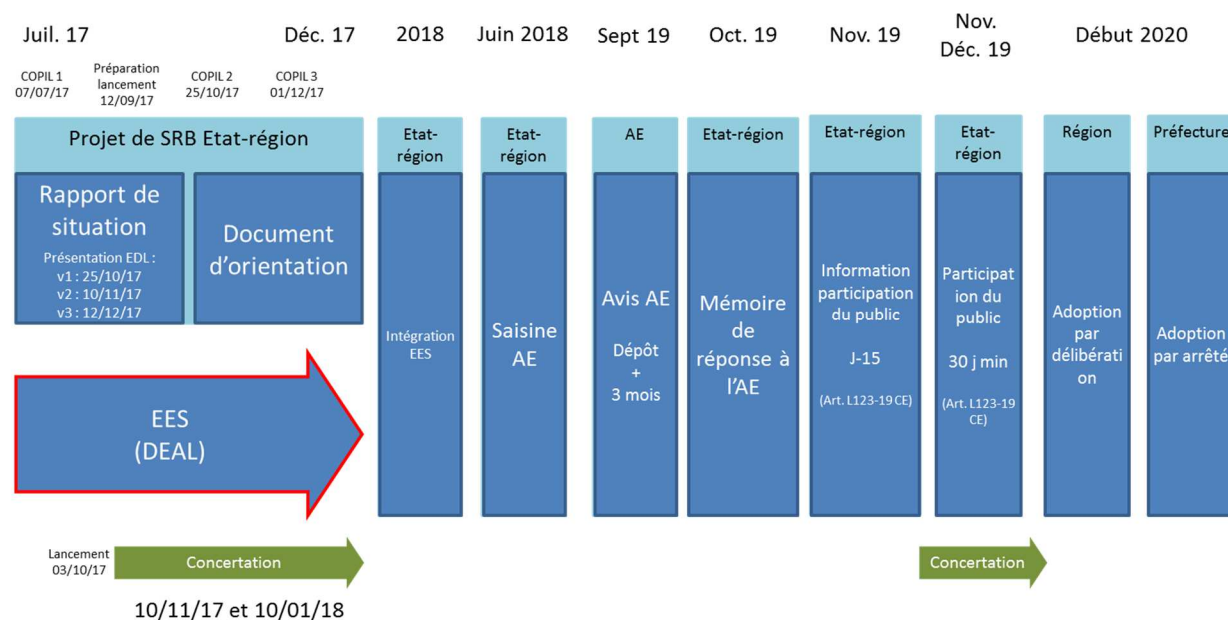 Juil. 17
Déc. 17
2018
Juin 2018
Sept 19
Oct. 19
Nov. 19
Nov.
Déc. 19
Début 2020
COPIL 1
07/07/17
Préparation
lancement
12/09/17
COPIL 2
25/10/17
COPIL 3
01/12/17
Projet de SRB Etat-région
Etat-
région
Etat-
région
AE
Etat-région
Etat-région
Etat-
région
Région
Préfecture
Rapport de
situation
Présentation EDL :
v1 : 25/10/17
v2 : 10/11/17
v3 : 12/12/17
Document
d'orientation
Intégration
EES
Saisine
AE
Avis AE
Dépôt
+
3 mois
Mémoire
de
réponse à
l'AE
Information
participation
du public
J-15
(Art. L123-19 CE)
Participat
ion du
public
30 j min
(Art. L123-19
CE)
Adoption
par
délibérati
on
Adoption
par arrêté
EES
(DEAL)
Lancement
03/10/17
Concertation
Concertation
10/11/17 et 10/01/18